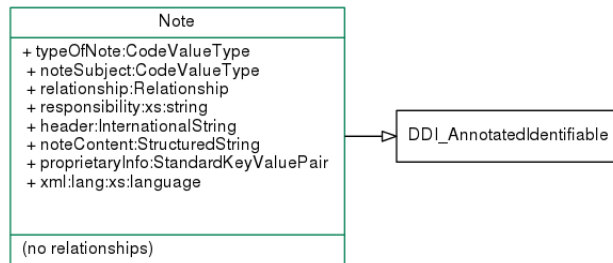 Note
+ typeOfNote:CodeValueType
+ noteSubject:CodeValueType
+ relationship:Relationship
+ responsibility:xs:string
+ header:InternationalString
+ noteContent:StructuredString
+ proprietaryInfo:StandardKeyValuePair
+ xml:lang:xs:language
(no relationships)
DDI_AnnotatedIdentifiable